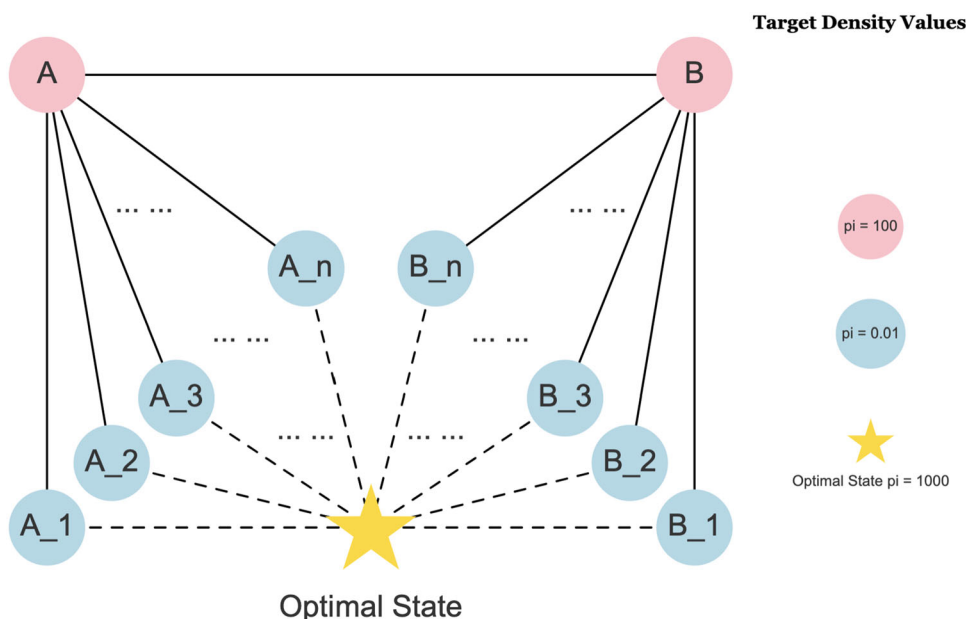 Target Density Values
A
B
... ...
... ...
pi = 100
A_n
B_n
... ...
... ...
pi = 0.01
A_3
B_3
... ...
... ...
A_2
B_2
Optimal State pi = 1000
A_1
B_1
Optimal State